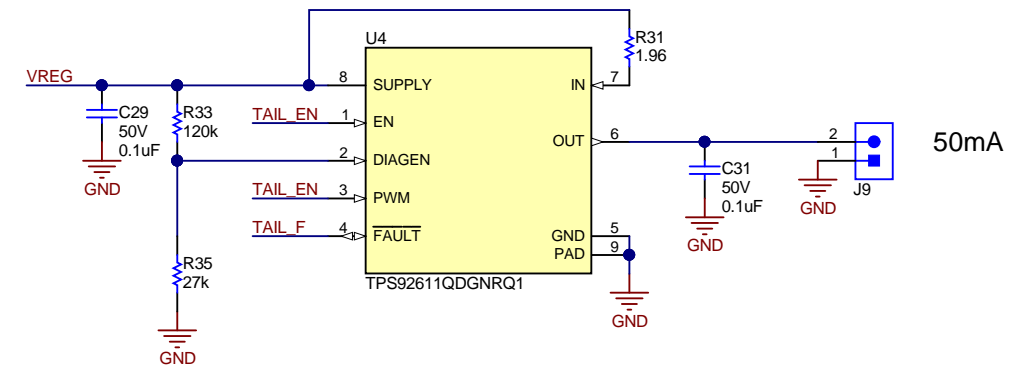 U4
R31
1.96
VREG
8
SUPPLY
IN
7
C29
50V
0.1uF
R33
120k
TAIL_EN
1
EN
OUT
6
2
1
J9
50mA
2
DIAGEN
C31
50V
0.1uF
GND
TAIL_EN
3
PWM
GND
TAIL_F
4
FAULT
GND
5
PAD
9
GND
R35
27k
TPS92611QDGNRQ1
GND
GND